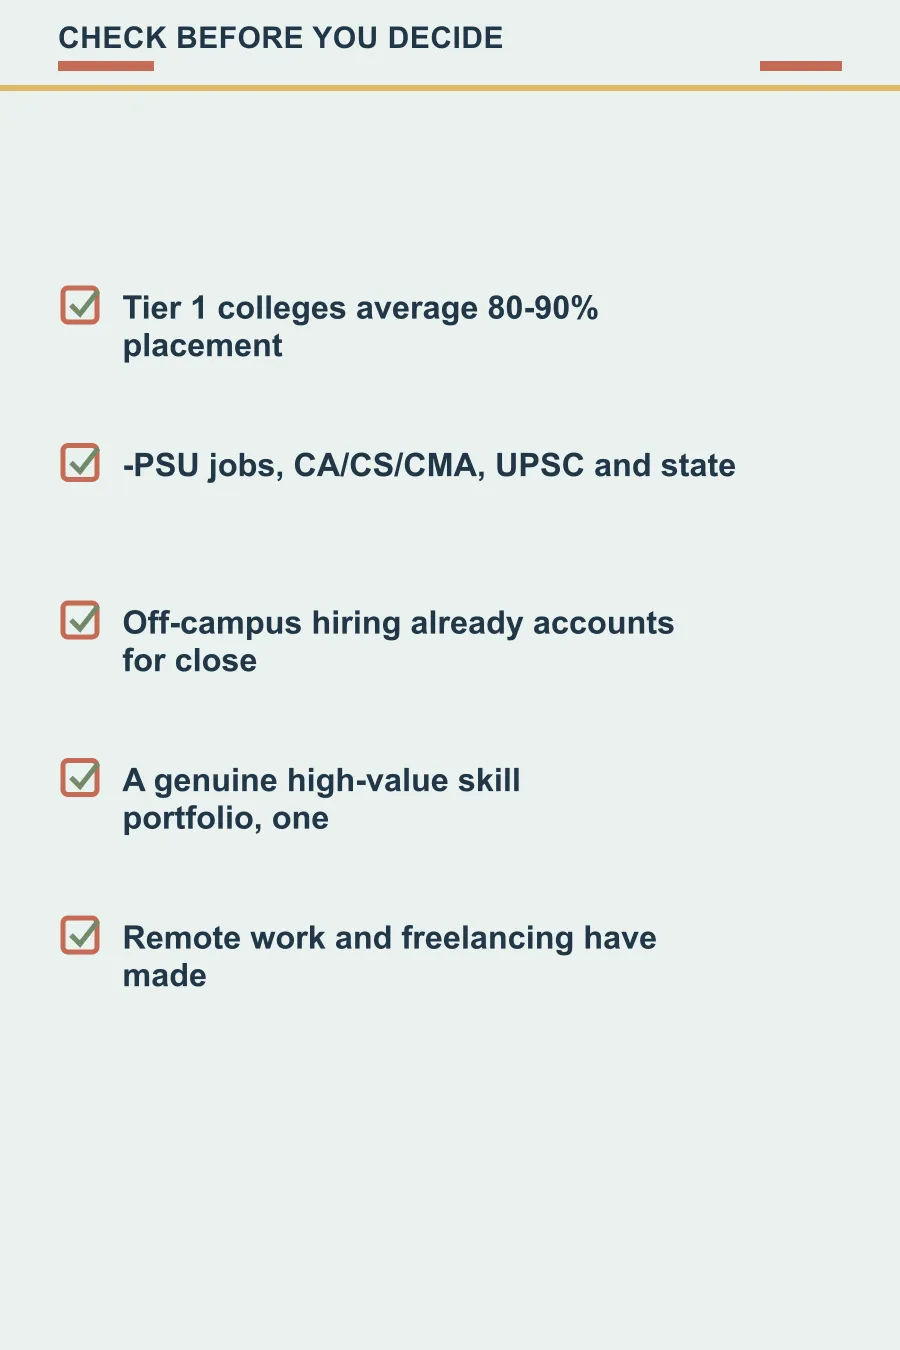 CHECK BEFORE YOU DECIDE
Tier 1 colleges average 80-90%
placement
-PSU jobs, CA/CS/CMA, UPSC and state
Off-campus hiring already accounts
for close
A genuine high-value skill
portfolio, one
Remote work and freelancing have
made